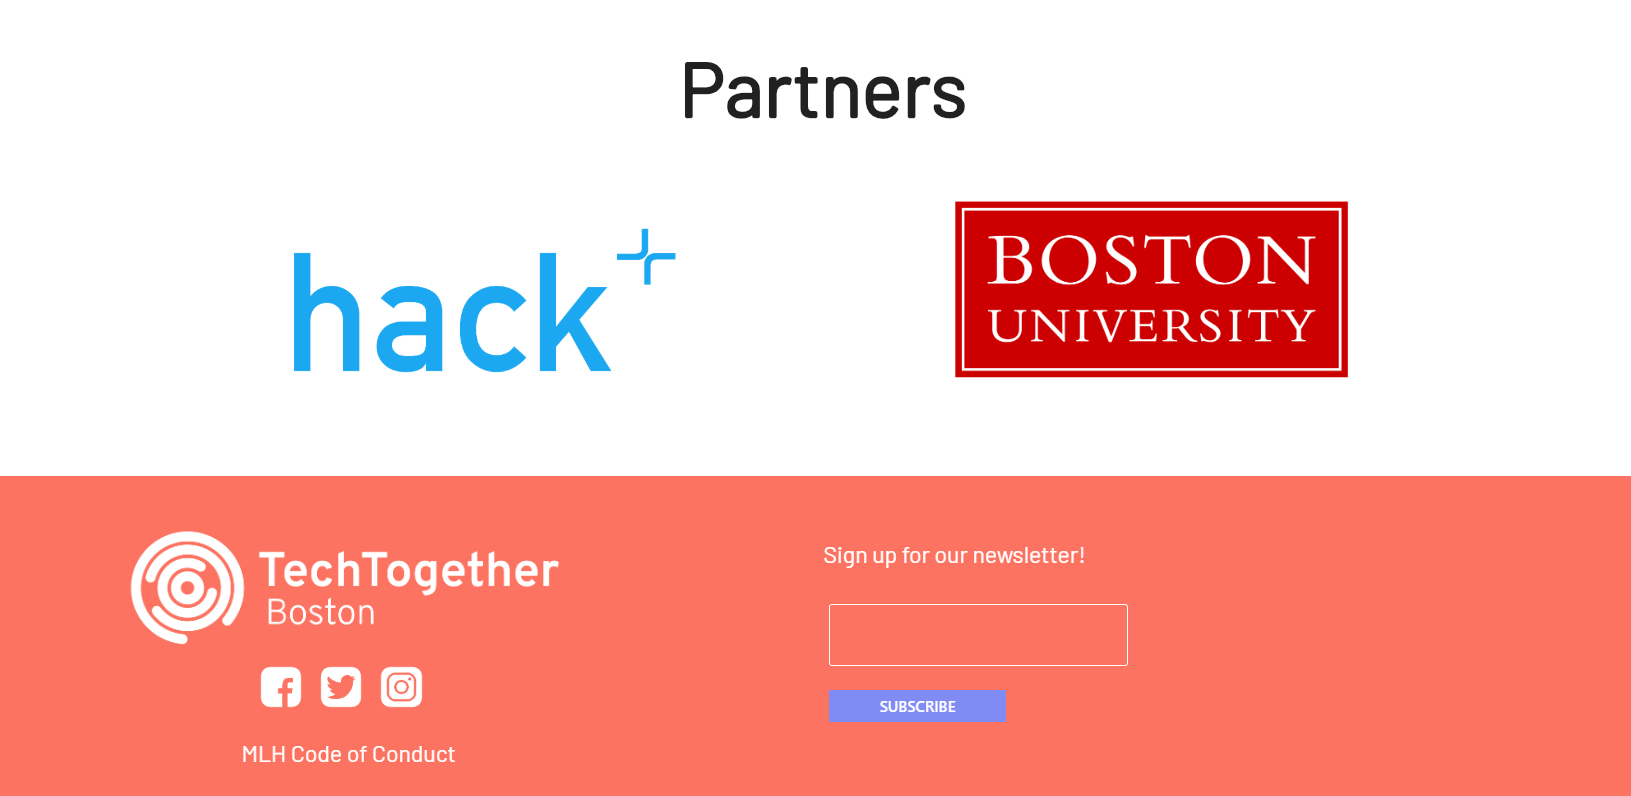 Partners
hack+
BOSTON
UNIVERSITY
TechTogether
Boston
MLH Code of Conduct
Sign up for our newsletter!
SUBSCRIBE